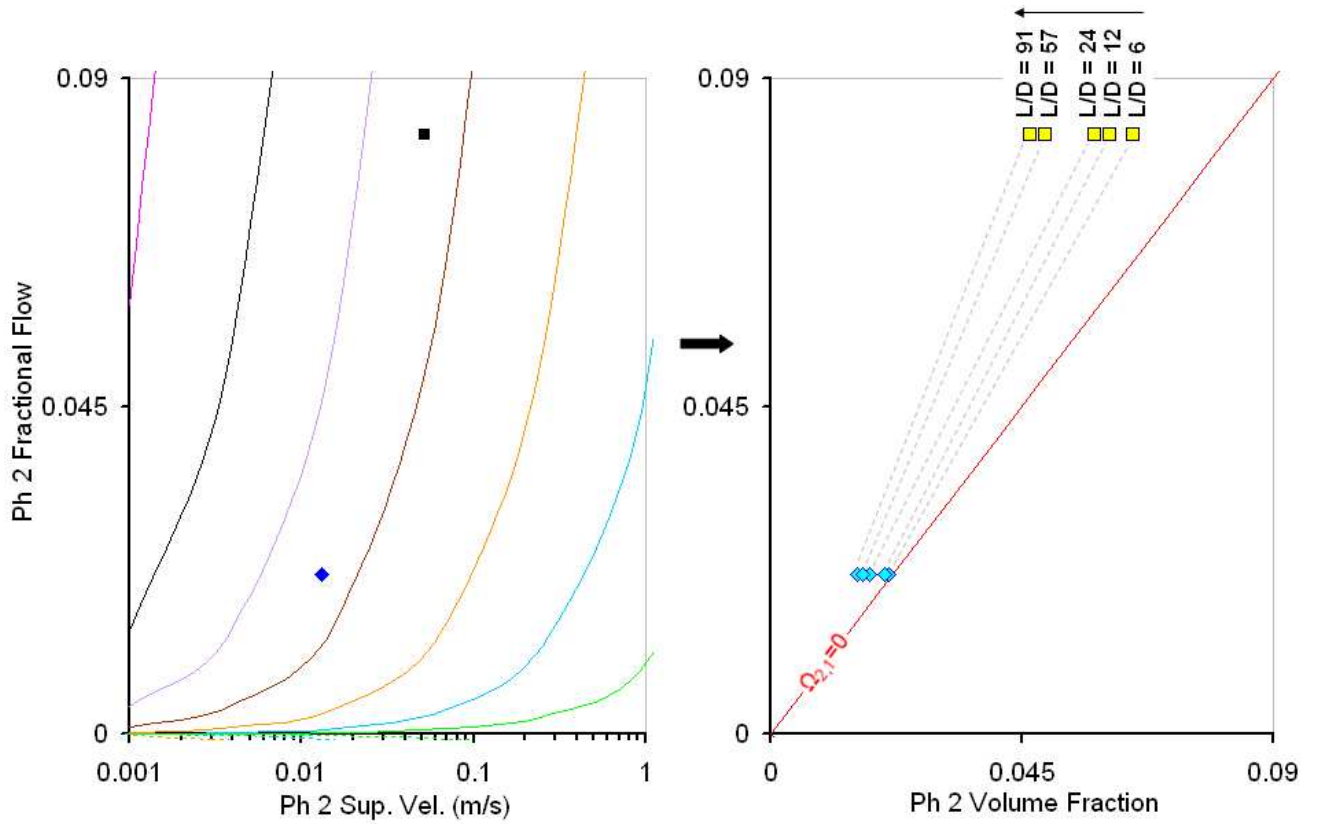 L/D = 91
L/D = 57
L/D = 24
L/D = 12
L/D = 6
0.09
0.045
0
Ph 2 Fractional Flow
0.001
0.01
0.1
1
Ph 2 Sup. Vel. (m/s)
0.09
0.045
0
Ω2,1=0
0
0.045
0.09
Ph 2 Volume Fraction